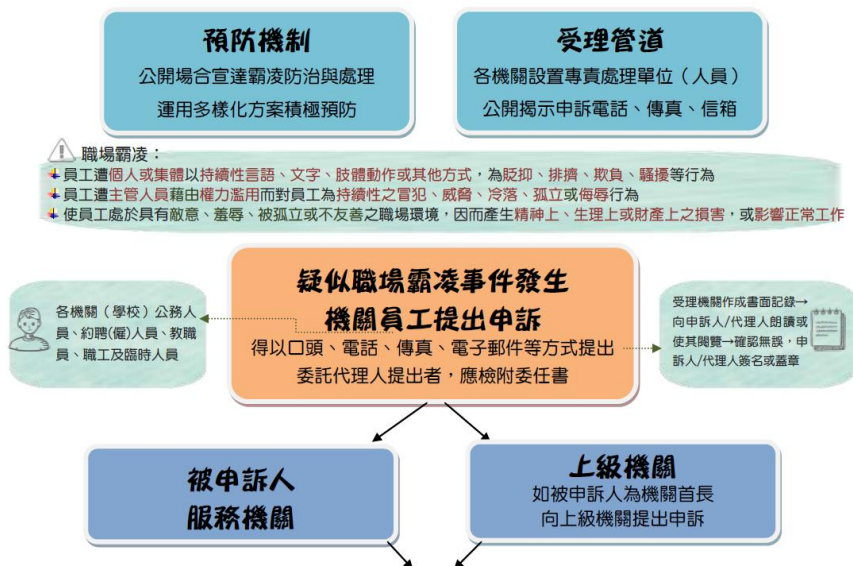 預防機制
公開場合宣達霸凌防治與處理
運用多樣化方案積極預防
受理管道
各機關設置專責處理單位（人員）
公開揭示申訴電話、傳真、信箱
職場霸凌：
員工遭個人或集體以持續性言語、文字、肢體動作或其他方式，為貶抑、排擠、欺負、騷擾等行為
員工遭主管人員藉由權力濫用而對員工為持續性之冒犯、威脅、冷落、孤立或侮辱行為
使員工處於具有敵意、羞辱、被孤立或不友善之職場環境，因而產生精神上、生理上或財產上之損害，或影響正常工作
疑似職場霸凌事件發生
機關員工提出申訴
得以口頭、電話、傳真、電子郵件等方式提出
委託代理人提出者，應檢附委任書
各機關（學校）公務人
員、約聘(僱)人員、教職
員、職工及臨時人員
受理機關作成書面記錄→
向申訴人/代理人朗讀或
使其閱覽→確認無誤，申
訴人/代理人簽名或蓋章
被申訴人
服務機關
上級機關
如被申訴人為機關首長
向上級機關提出申訴